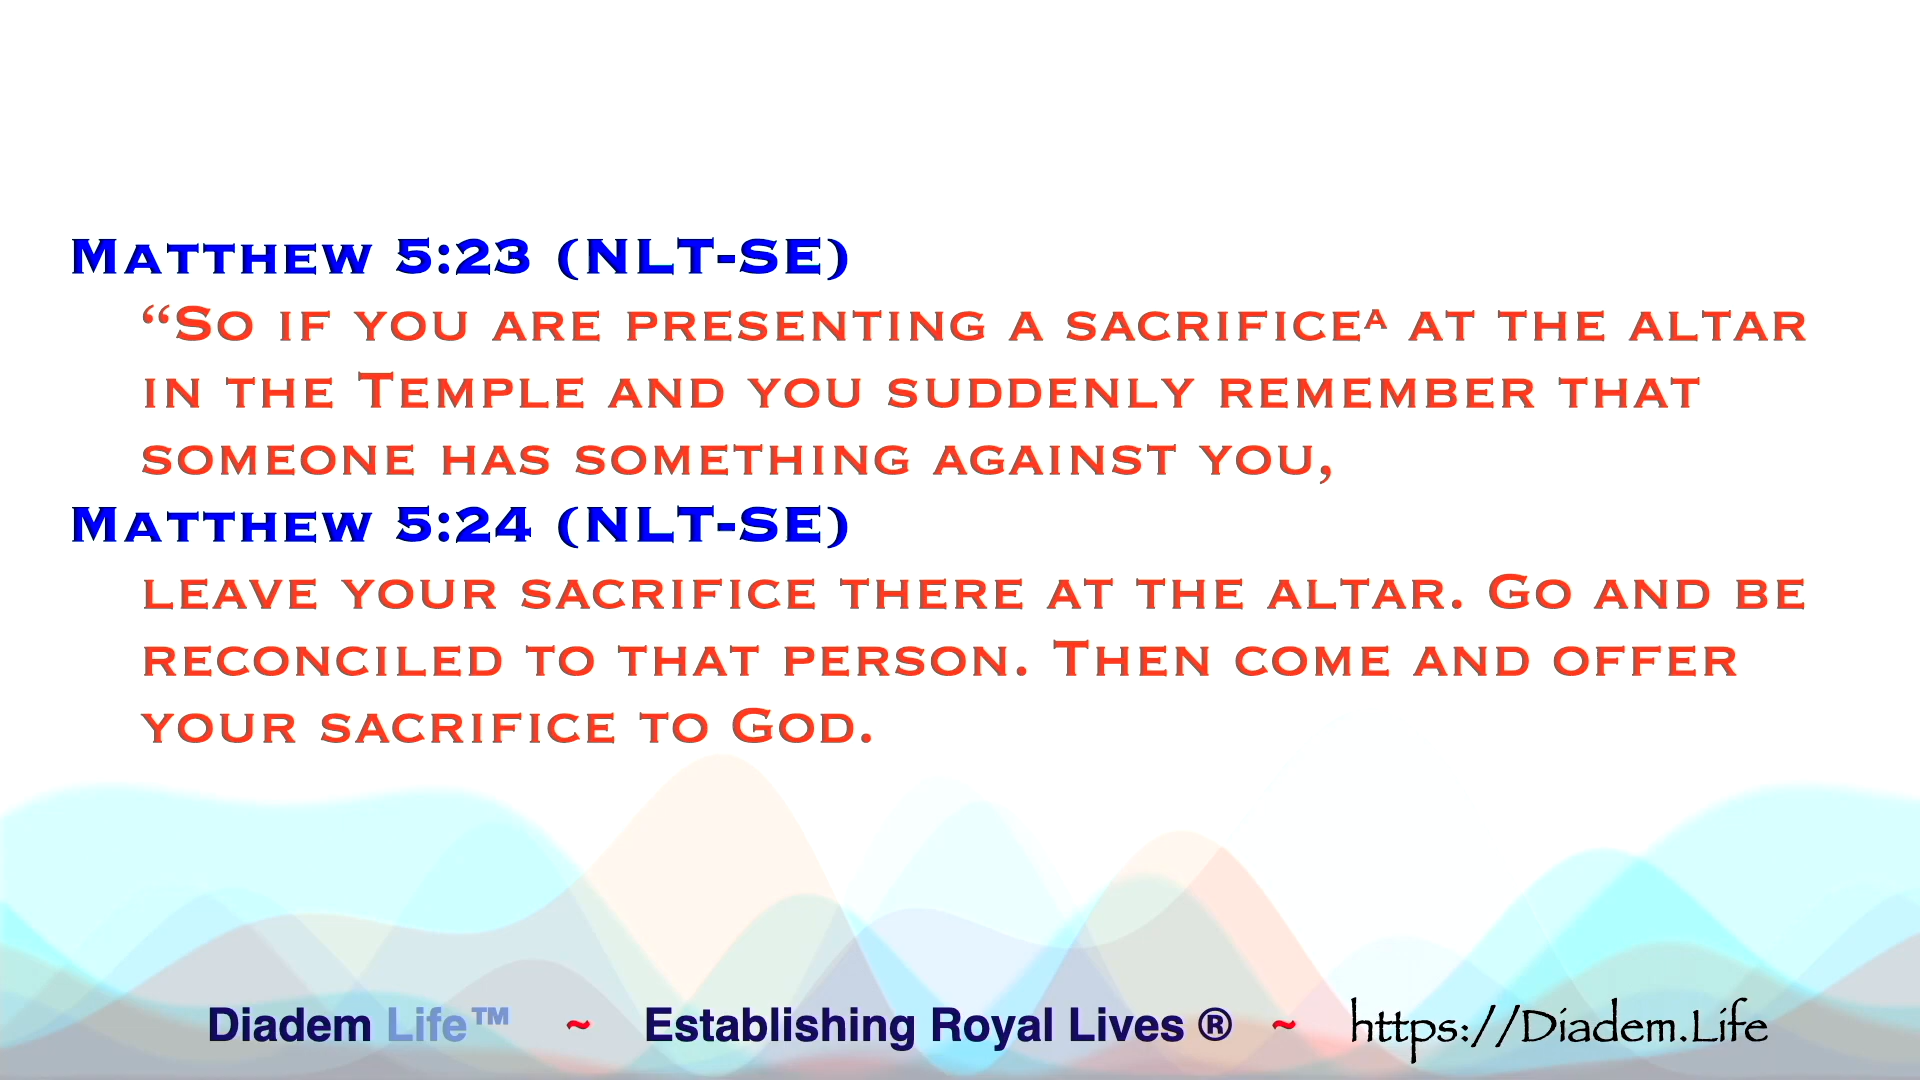 Matthew 5:23 (NLT-SE)
“So if you are presenting a sacrificeᴬ at the altar
in the Temple and you suddenly remember that
someone has something against you,
Matthew 5:24 (NLT-SE)
leave your sacrifice there at the altar. Go and be
reconciled to that person. Then come and offer
your sacrifice to God.
Diadem Life™ ~ Establishing Royal Lives ® ~ https://Diadem.Life